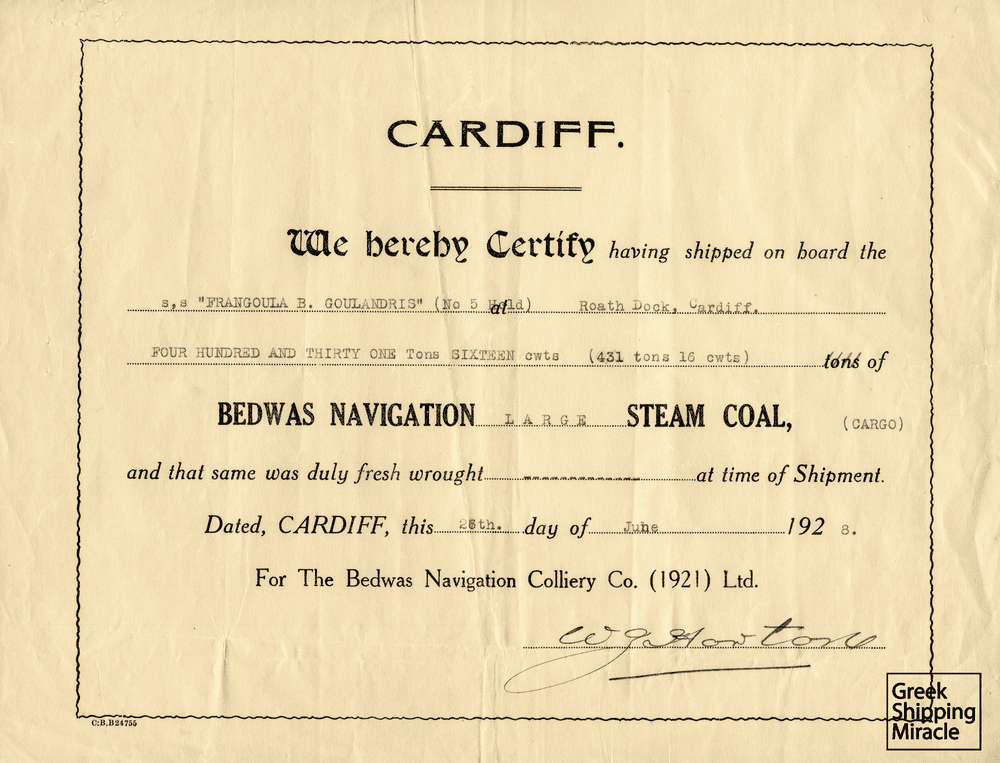 CARDIFF.
We hereby Certify having shipped on board the
s,s "FRANGOULA B. GOULANDRIS" (No 5 Hold) at Roath Dock, Cardiff.
FOUR HUNDRED AND THIRTY ONE Tons SIXTEEN cwts (431 tons 16 cwts) tons of
BEDWAS NAVIGATION LARGE STEAM COAL, (CARGO)
and that same was duly fresh wrought at time of Shipment.
Dated, CARDIFF, this day of June 1928.
For The Bedwas Navigation Colliery Co. (1921) Ltd.
C.B.B24755
Greek
Shipping
Miracle